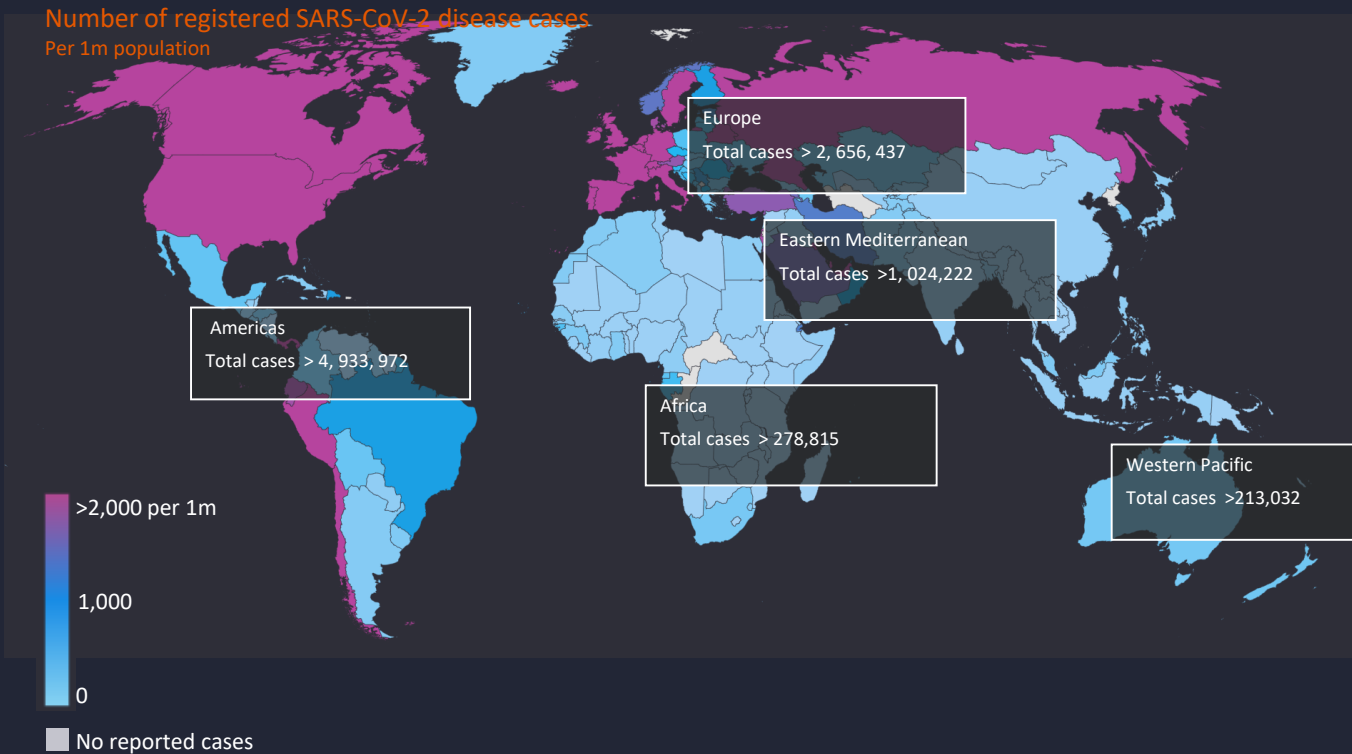 Number of registered SARS-CoV-2 disease cases
Per 1m population
Europe
Total cases > 2, 656, 437
Eastern Mediterranean
Total cases >1, 024,222
Americas
Total cases > 4, 933, 972
Africa
Total cases > 278,815
Western Pacific
Total cases >213,032
>2,000 per 1m
1,000
0
No reported cases